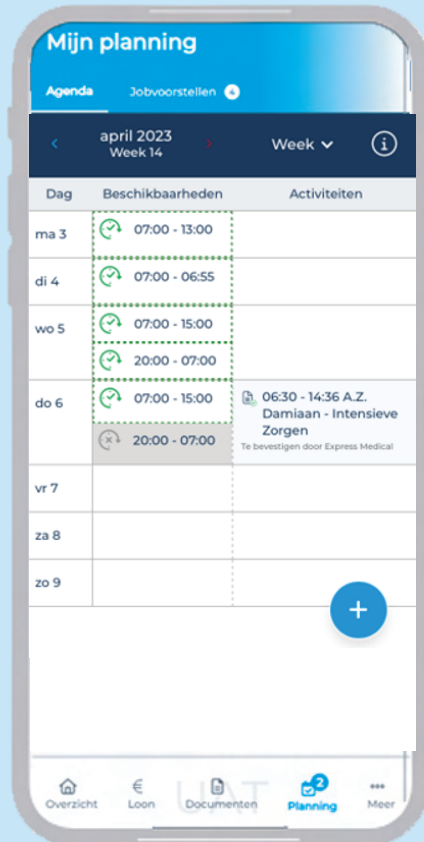 Mijn planning
Agenda Jobvoorstellen 4
april 2023
Week 14
Week
i
Dag Beschikbaarheden Activiteiten
ma 3 07:00 - 13:00
di 4 07:00 - 06:55
wo 5 07:00 - 15:00
20:00 - 07:00
do 6 07:00 - 15:00 06:30 - 14:36 A.Z.
Damiaan - Intensieve
Zorgen
Te bevestigen door Express Medical
20:00 - 07:00
vr 7
za 8
zo 9
+
2
UAT
Overzicht € Loon Documenten Planning Meer